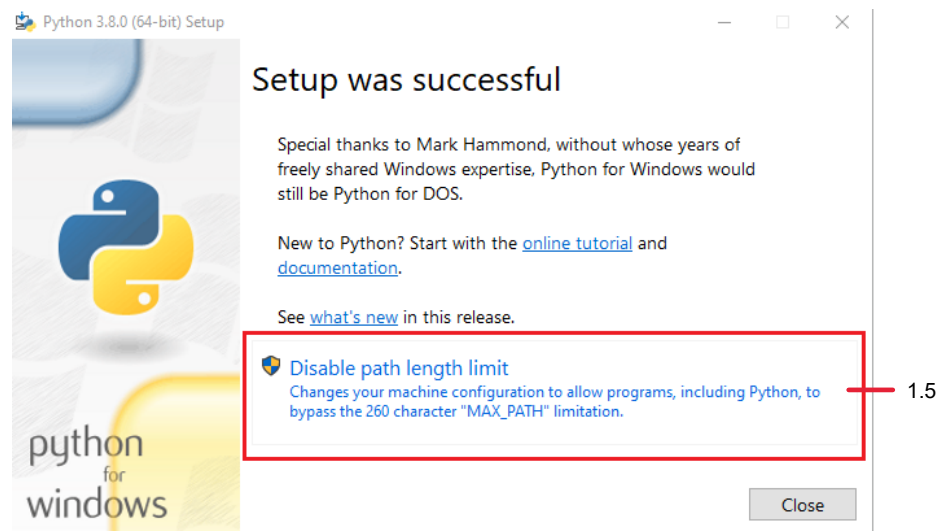 Python 3.8.0 (64-bit) Setup
Setup was successful
Special thanks to Mark Hammond, without whose years of
freely shared Windows expertise, Python for Windows would
still be Python for DOS.
New to Python? Start with the online tutorial and
documentation.
See what's new in this release.
Disable path length limit
Changes your machine configuration to allow programs, including Python, to
bypass the 260 character "MAX_PATH" limitation.
1.5
python
for
windows
Close